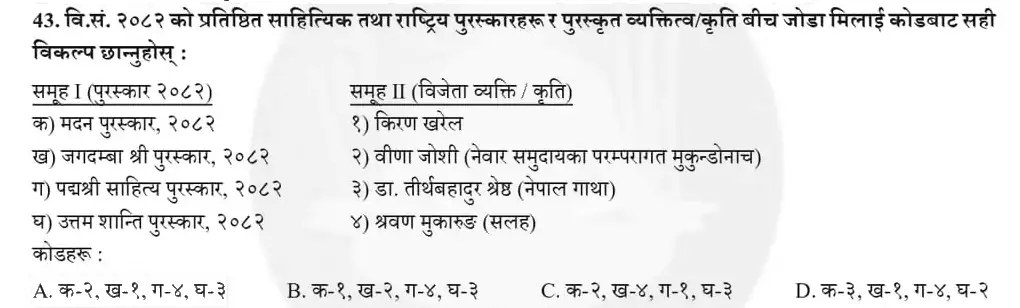 43. वि.सं. २०८२ को प्रतिष्ठित साहित्यिक तथा राष्ट्रिय पुरस्कारहरू र पुरस्कृत व्यक्तित्व/कृति बीच जोडा मिलाई कोडबाट सही
विकल्प छान्नुहोस् :
समूह I (पुरस्कार २०८२) समूह II (विजेता व्यक्ति / कृति)
क) मदन पुरस्कार, २०८२ १) किरण खरेल
ख) जगदम्बा श्री पुरस्कार, २०८२ २) वीणा जोशी (नेवार समुदायका परम्परागत मुकुन्डोनाच)
ग) पद्मश्री साहित्य पुरस्कार, २०८२ ३) डा. तीर्थबहादुर श्रेष्ठ (नेपाल गाथा)
घ) उत्तम शान्ति पुरस्कार, २०८२ ४) श्रवण मुकारुङ (सलह)
कोडहरू :
A. क-२, ख-१, ग-४, घ-३ B. क-१, ख-२, ग-४, घ-३ C. क-२, ख-४, ग-१, घ-३ D. क-३, ख-१, ग-४, घ-२